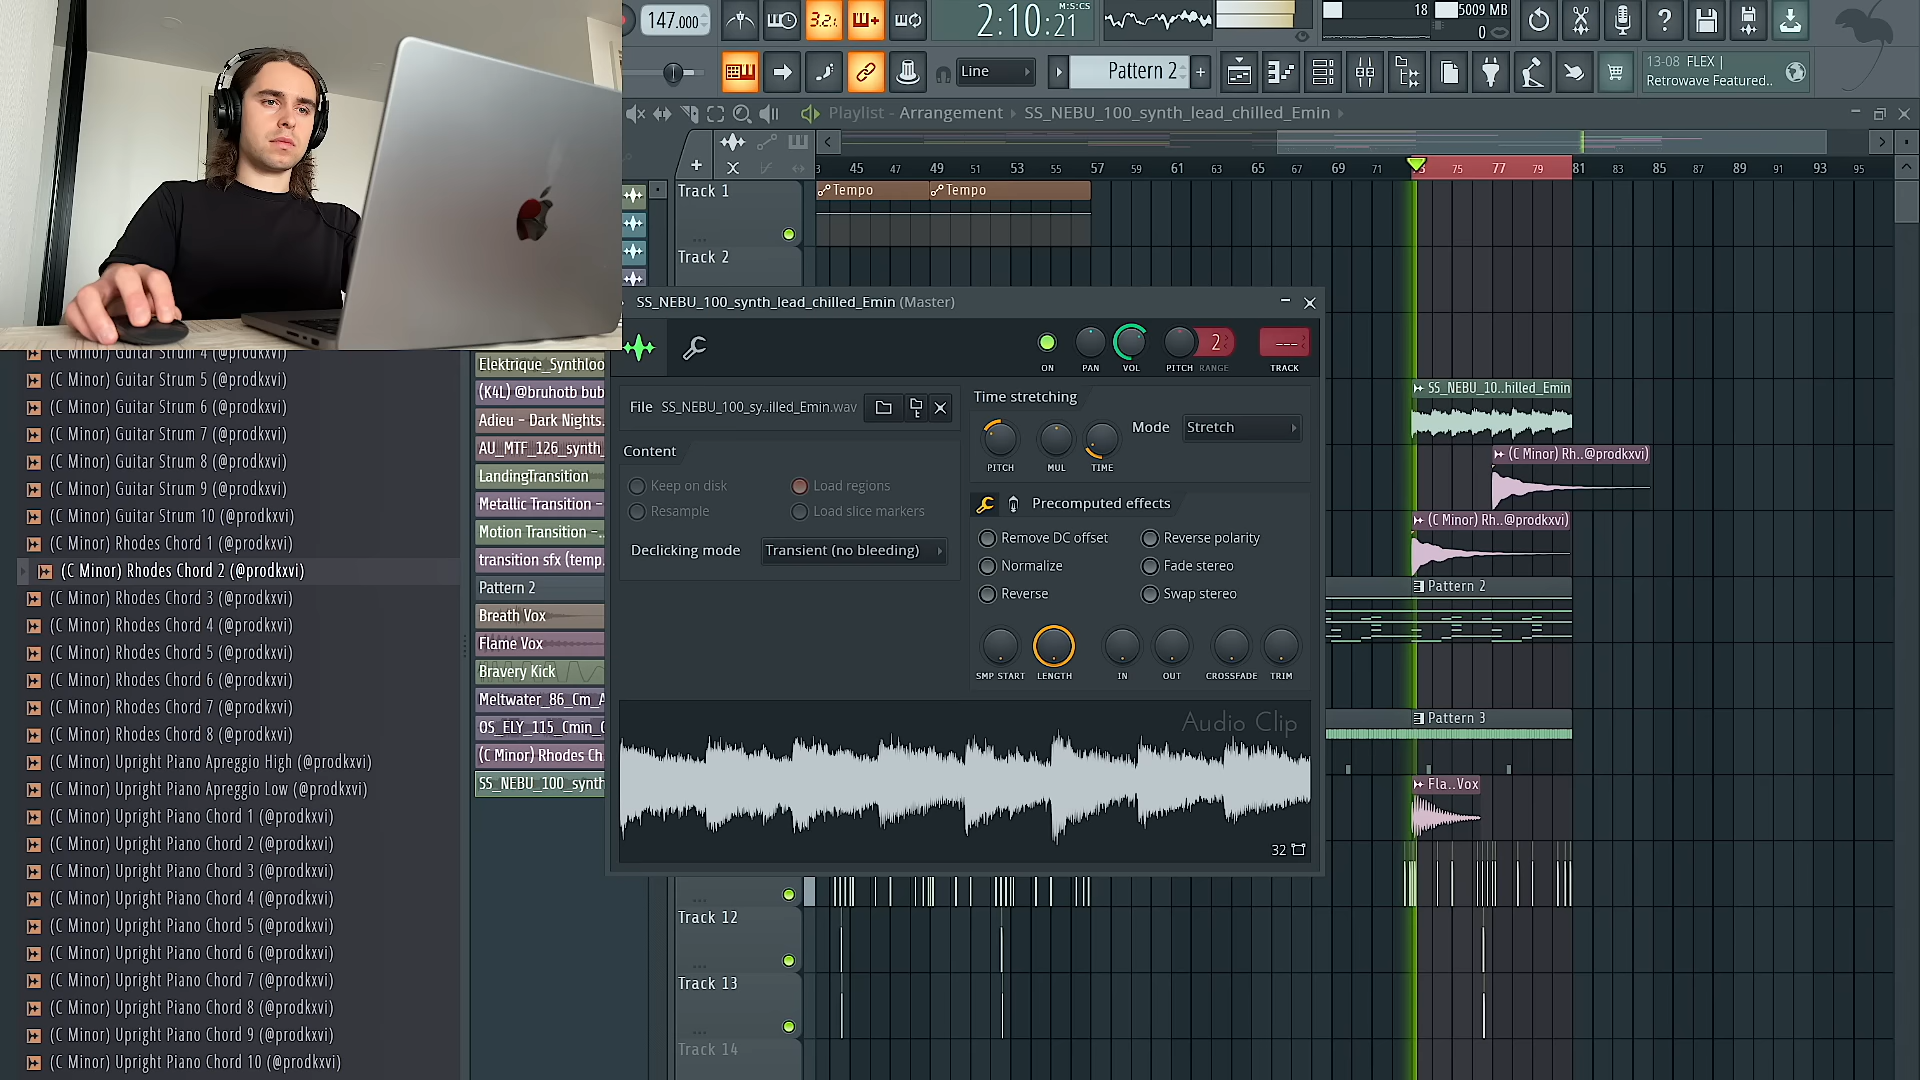 147.000
3.2.
2:10:21
M:S:CS
18
5009 MB
0
Line
Pattern 2
13-08 FLEX |
Retrowave Featured..
Playlist - Arrangement › SS_NEBU_100_synth_lead_chilled_Emin ›
3 45 47 49 51 53 55 57 59 61 63 65 67 69 71 75 77 79 81 83 85 87 89 91 93 95
Track 1
Tempo
Tempo
Track 2
SS_NEBU_100_synth_lead_chilled_Emin (Master)
2
---
ON
PAN
VOL
PITCH
RANGE
TRACK
File SS_NEBU_100_sy..illed_Emin.wav
Content
Keep on disk
Load regions
Resample
Load slice markers
Declicking mode
Transient (no bleeding)
Time stretching
PITCH
MUL
TIME
Mode
Stretch
Precomputed effects
Remove DC offset
Reverse polarity
Normalize
Fade stereo
Reverse
Swap stereo
SMP START
LENGTH
IN
OUT
CROSSFADE
TRIM
Audio Clip
32
SS_NEBU_10..hilled_Emin
(C Minor) Rh..@prodkxvi)
(C Minor) Rh..@prodkxvi)
Pattern 2
Pattern 3
Fla..Vox
Track 12
Track 13
Track 14
(C Minor) Guitar Strum 4 (@prodkxvi)
(C Minor) Guitar Strum 5 (@prodkxvi)
(C Minor) Guitar Strum 6 (@prodkxvi)
(C Minor) Guitar Strum 7 (@prodkxvi)
(C Minor) Guitar Strum 8 (@prodkxvi)
(C Minor) Guitar Strum 9 (@prodkxvi)
(C Minor) Guitar Strum 10 (@prodkxvi)
(C Minor) Rhodes Chord 1 (@prodkxvi)
(C Minor) Rhodes Chord 2 (@prodkxvi)
(C Minor) Rhodes Chord 3 (@prodkxvi)
(C Minor) Rhodes Chord 4 (@prodkxvi)
(C Minor) Rhodes Chord 5 (@prodkxvi)
(C Minor) Rhodes Chord 6 (@prodkxvi)
(C Minor) Rhodes Chord 7 (@prodkxvi)
(C Minor) Rhodes Chord 8 (@prodkxvi)
(C Minor) Upright Piano Apreggio High (@prodkxvi)
(C Minor) Upright Piano Apreggio Low (@prodkxvi)
(C Minor) Upright Piano Chord 1 (@prodkxvi)
(C Minor) Upright Piano Chord 2 (@prodkxvi)
(C Minor) Upright Piano Chord 3 (@prodkxvi)
(C Minor) Upright Piano Chord 4 (@prodkxvi)
(C Minor) Upright Piano Chord 5 (@prodkxvi)
(C Minor) Upright Piano Chord 6 (@prodkxvi)
(C Minor) Upright Piano Chord 7 (@prodkxvi)
(C Minor) Upright Piano Chord 8 (@prodkxvi)
(C Minor) Upright Piano Chord 9 (@prodkxvi)
(C Minor) Upright Piano Chord 10 (@prodkxvi)
Elektrique_Synthloo
(K4L) @bruhotb bub
Adieu - Dark Nights.
AU_MTF_126_synth_
LandingTransition
Metallic Transition -
Motion Transition -.
transition sfx (temp.
Pattern 2
Breath Vox
Flame Vox
Bravery Kick
Meltwater_86_Cm_A
OS_ELY_115_Cmin_
(C Minor) Rhodes Ch
SS_NEBU_100_synth